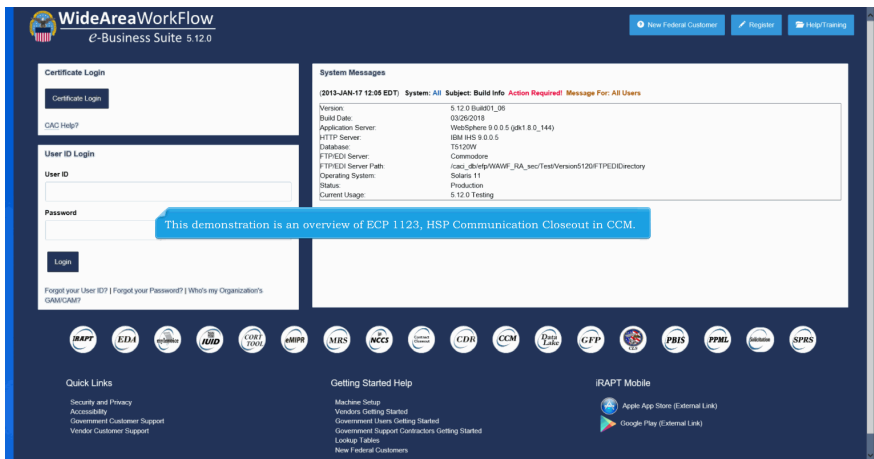 WideAreaWorkFlow
e-Business Suite 5.12.0
New Federal Customer
Register
Help/Training
Certificate Login
Certificate Login
CAC Help?
User ID Login
User ID
Password
Login
Forgot your User ID? | Forgot your Password? | Who's my Organization's
GAM/CAM?
System Messages
(2013-JAN-17 12:05 EDT) System: All Subject: Build Info Action Required! Message For: All Users
Version: 5.12.0 Build01_06
Build Date: 03/26/2018
Application Server: WebSphere 9.0.0.5 (jdk1.8.0_144)
HTTP Server: IBM IHS 9.0.0.5
Database: T5120W
FTP/EDI Server: Commodore
FTP/EDI Server Path: /caci_db/efp/WAWF_RA_sec/Test/Version5120/FTPEDIDirectory
Operating System: Solaris 11
Status: Production
Current Usage: 5.12.0 Testing
This demonstration is an overview of ECP 1123, HSP Communication Closeout in CCM.
iRAPT
EDA
myInvoice
IUID
CORT TOOL
eMIPR
MRS
NCCS
Contract Closeout
CDR
CCM
Data Lake
GFP
CLS
PBIS
PPML
Solicitation
SPRS
Quick Links
Security and Privacy
Accessibility
Government Customer Support
Vendor Customer Support
Getting Started Help
Machine Setup
Vendors Getting Started
Government Users Getting Started
Government Support Contractors Getting Started
Lookup Tables
New Federal Customers
iRAPT Mobile
Apple App Store (External Link)
Google Play (External Link)